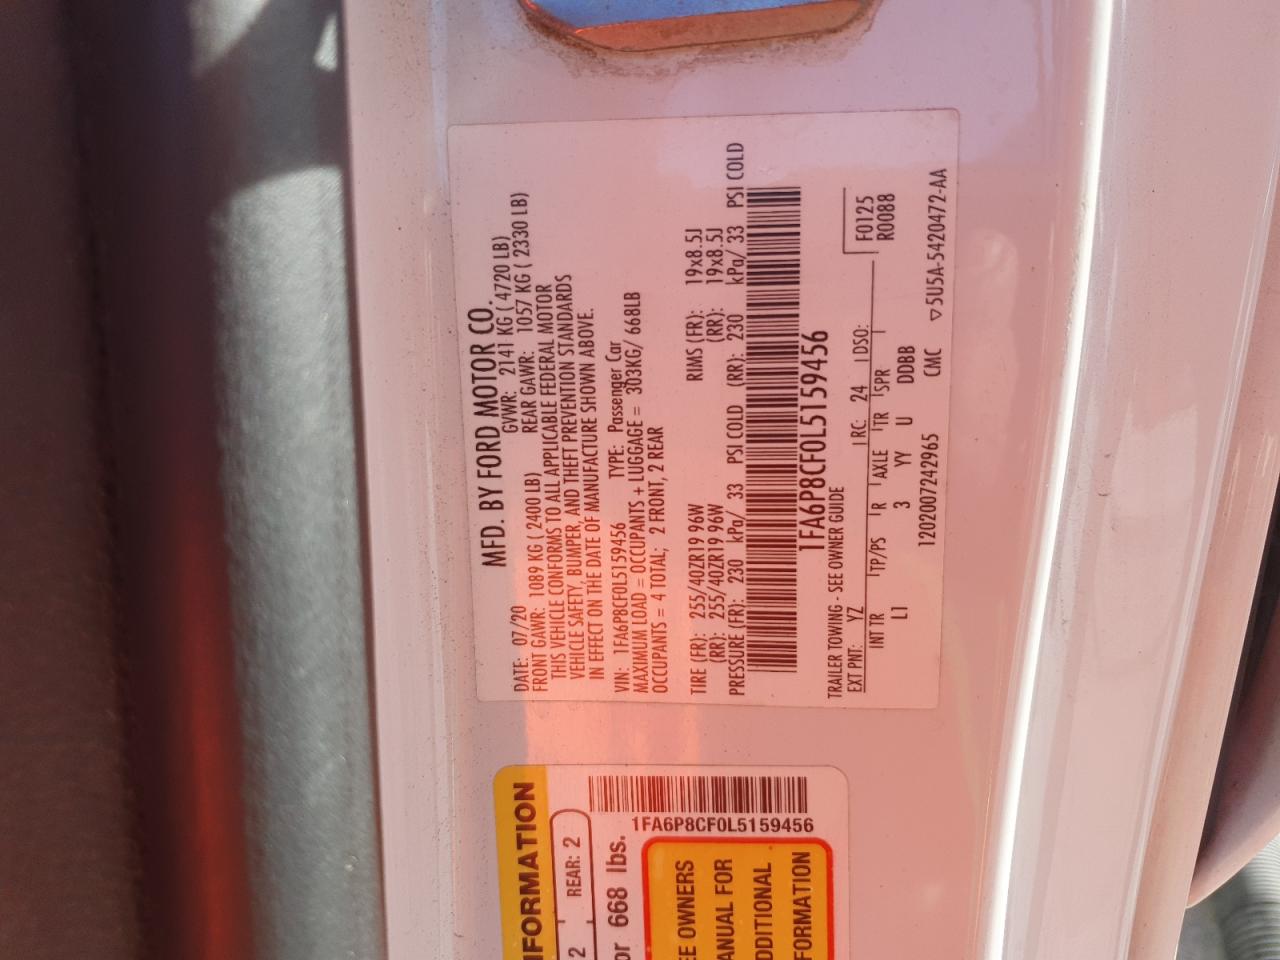 MFD. BY FORD MOTOR CO.
DATE: 07/20 GVWR: 2141 KG ( 4720 LB)
FRONT GAWR: 1089 KG ( 2400 LB) REAR GAWR: 1057 KG ( 2330 LB)
THIS VEHICLE CONFORMS TO ALL APPLICABLE FEDERAL MOTOR
VEHICLE SAFETY, BUMPER, AND THEFT PREVENTION STANDARDS
IN EFFECT ON THE DATE OF MANUFACTURE SHOWN ABOVE.
VIN: 1FA6P8CF0L5159456 TYPE: Passenger Car
MAXIMUM LOAD = OCCUPANTS + LUGGAGE = 303KG/ 668LB
OCCUPANTS = 4 TOTAL; 2 FRONT, 2 REAR
TIRE (FR): 255/40ZR19 96W RIMS (FR): 19x8.5J
(RR): 255/40ZR19 96W (RR): 19x8.5J
PRESSURE (FR): 230 kPa/ 33 PSI COLD (RR): 230 kPa/ 33 PSI COLD
1FA6P8CF0L5159456
TRAILER TOWING - SEE OWNER GUIDE
F0125
R0088
EXT PNT: YZ RC: 24 DSO:
INT TR TP/PS R AXLE TR SPR
L1 3 YY U DDBB
1202007242965 CMC ▽5U5A-5420472-AA
NFORMATION
2 REAR: 2
or 668 lbs.
1FA6P8CF0L5159456
EE OWNERS
ANUAL FOR
DDITIONAL
FORMATION